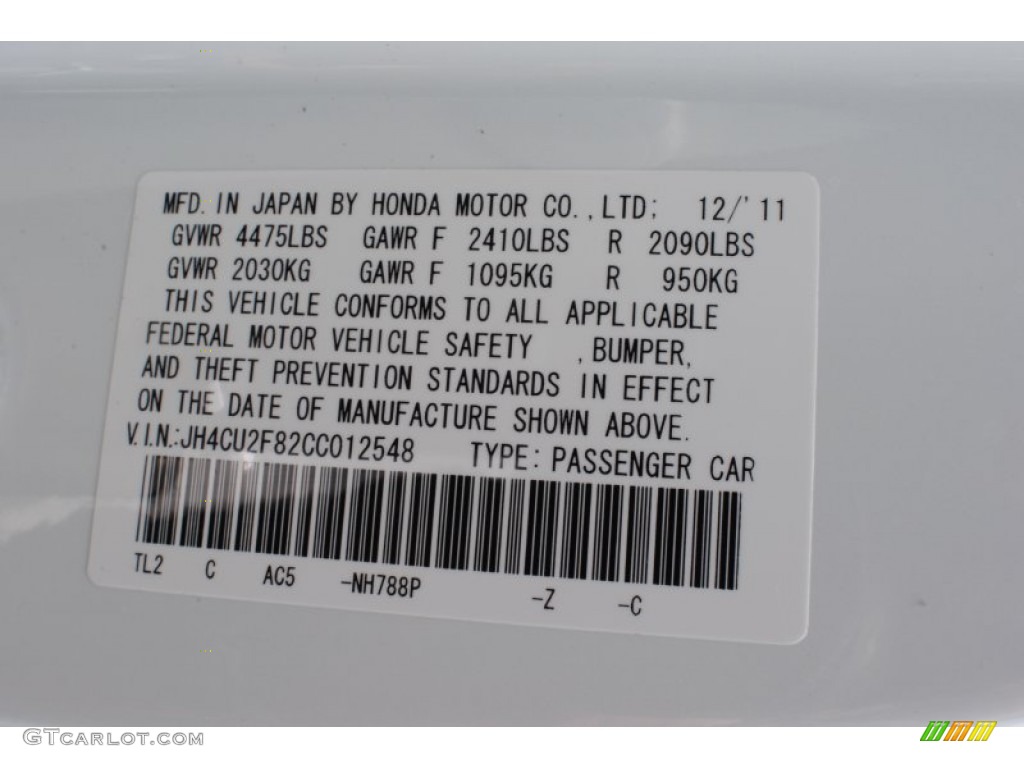 MFD. IN JAPAN BY HONDA MOTOR CO., LTD; 12/'11
GVWR 4475LBS GAWR F 2410LBS R 2090LBS
GVWR 2030KG GAWR F 1095KG R 950KG
THIS VEHICLE CONFORMS TO ALL APPLICABLE
FEDERAL MOTOR VEHICLE SAFETY , BUMPER,
AND THEFT PREVENTION STANDARDS IN EFFECT
ON THE DATE OF MANUFACTURE SHOWN ABOVE.
V.I.N.:JH4CU2F82CC012548 TYPE: PASSENGER CAR
TL2 C AC5 -NH788P -Z -C
GTCARLOT.COM